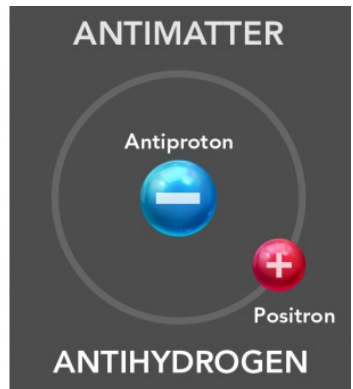 ANTIMATTER
Antiproton
−
+
Positron
ANTIHYDROGEN